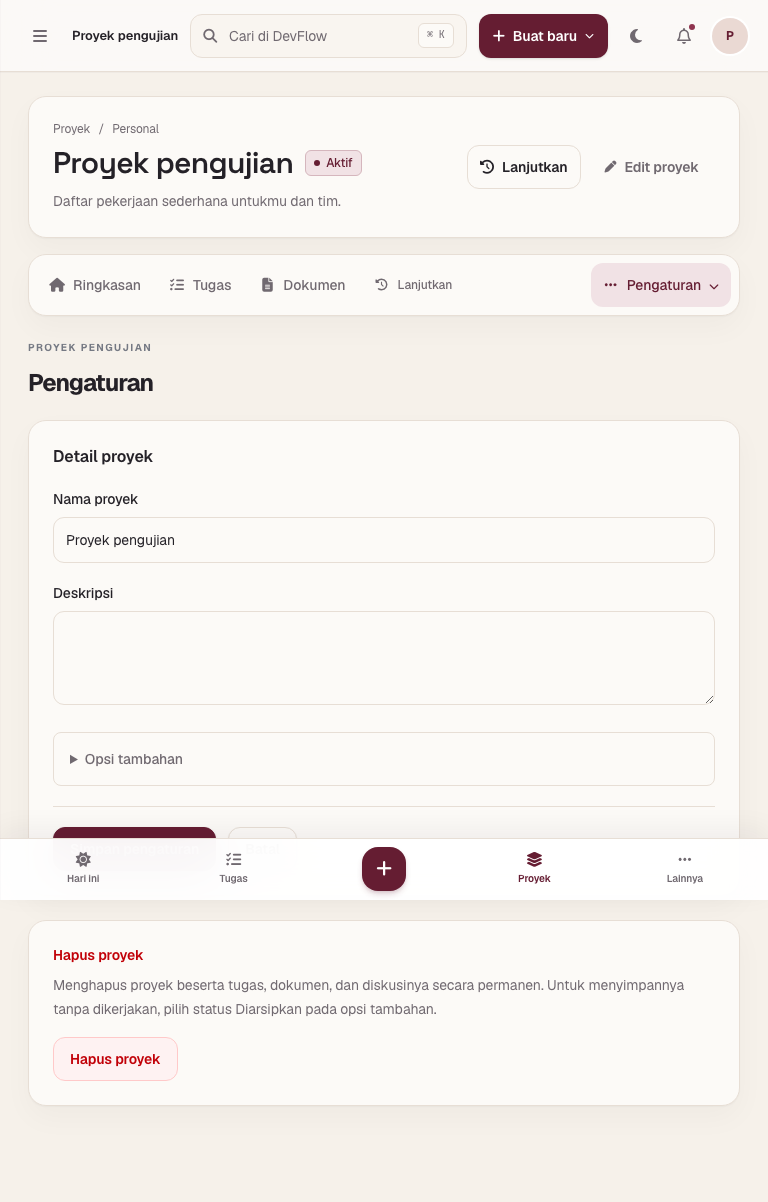 Proyek pengujian
Cari di DevFlow
⌘ K
Buat baru
P
Proyek / Personal
Proyek pengujian
Aktif
Daftar pekerjaan sederhana untukmu dan tim.
Lanjutkan
Edit proyek
Ringkasan
Tugas
Dokumen
Lanjutkan
Pengaturan
PROYEK PENGUJIAN
Pengaturan
Detail proyek
Nama proyek
Proyek pengujian
Deskripsi
Opsi tambahan
Hari ini
Tugas
Proyek
Lainnya
Hapus proyek
Menghapus proyek beserta tugas, dokumen, dan diskusinya secara permanen. Untuk menyimpannya
tanpa dikerjakan, pilih status Diarsipkan pada opsi tambahan.
Hapus proyek